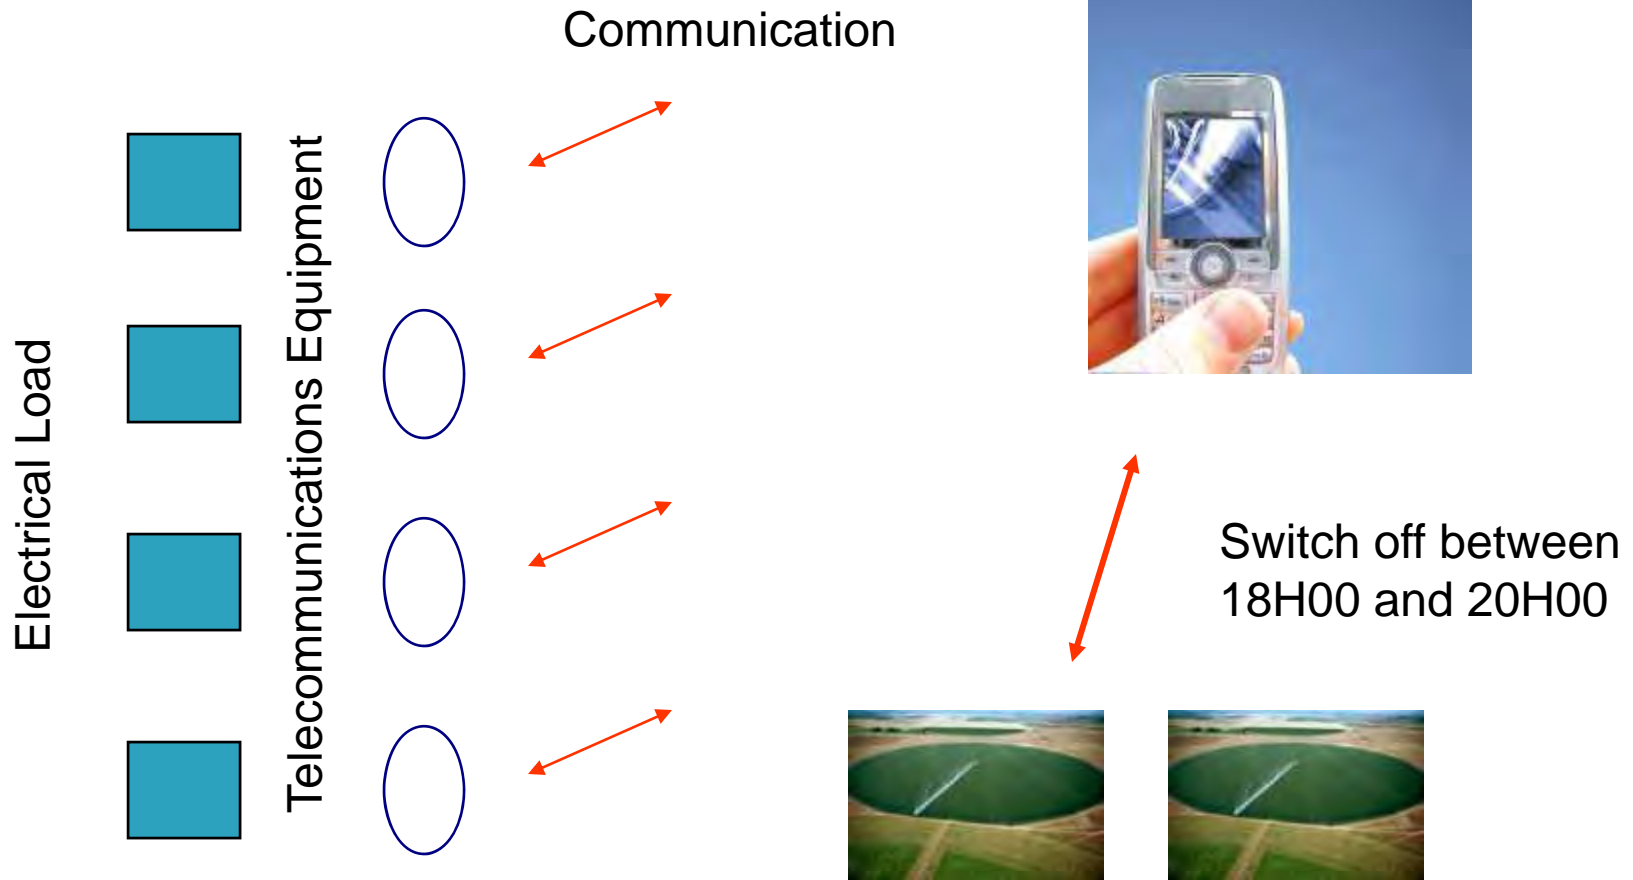 Communication
Electrical Load
Telecommunications Equipment
Switch off between
18H00 and 20H00